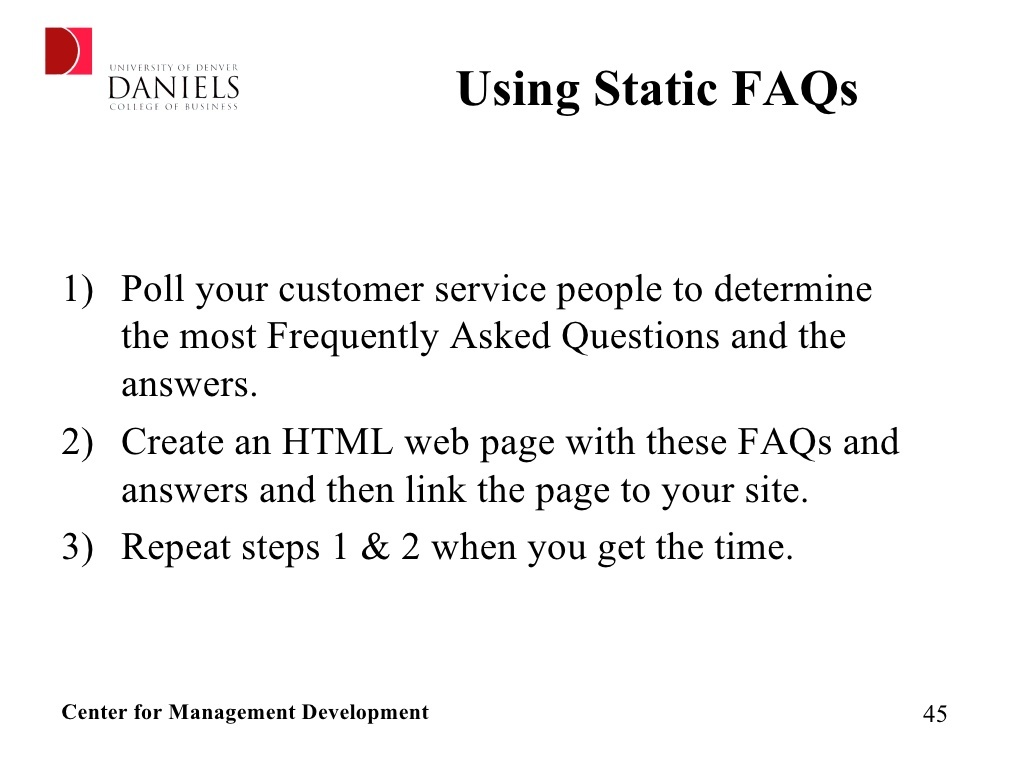 UNIVERSITY OF DENVER
DANIELS
COLLEGE OF BUSINESS
Using Static FAQs
1) Poll your customer service people to determine
the most Frequently Asked Questions and the
answers.
2) Create an HTML web page with these FAQs and
answers and then link the page to your site.
3) Repeat steps 1 & 2 when you get the time.
Center for Management Development
45